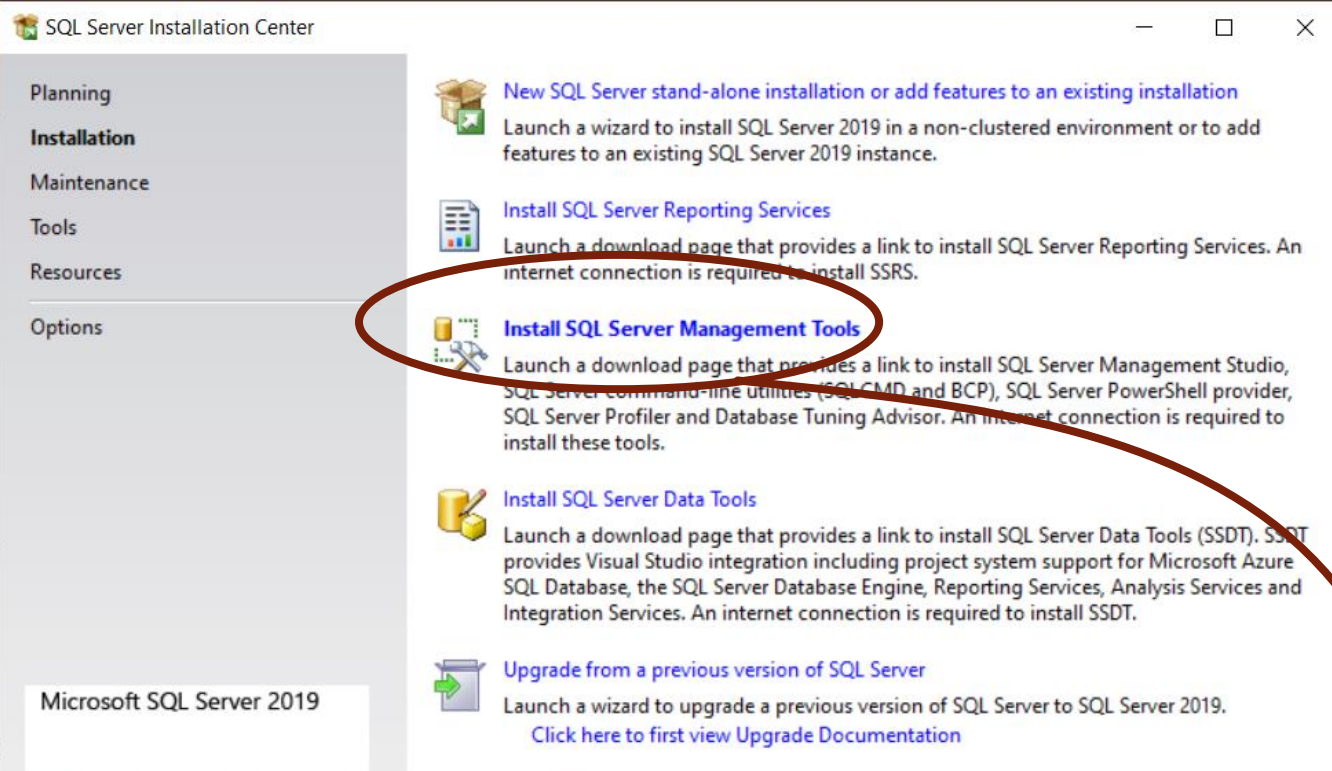 SQL Server Installation Center
Planning
Installation
Maintenance
Tools
Resources
Options
Microsoft SQL Server 2019
New SQL Server stand-alone installation or add features to an existing installation
Launch a wizard to install SQL Server 2019 in a non-clustered environment or to add
features to an existing SQL Server 2019 instance.
Install SQL Server Reporting Services
Launch a download page that provides a link to install SQL Server Reporting Services. An
internet connection is required to install SSRS.
Install SQL Server Management Tools
Launch a download page that provides a link to install SQL Server Management Studio,
SQL Server command-line utilities (SQLCMD and BCP), SQL Server PowerShell provider,
SQL Server Profiler and Database Tuning Advisor. An internet connection is required to
install these tools.
Install SQL Server Data Tools
Launch a download page that provides a link to install SQL Server Data Tools (SSDT). SSDT
provides Visual Studio integration including project system support for Microsoft Azure
SQL Database, the SQL Server Database Engine, Reporting Services, Analysis Services and
Integration Services. An internet connection is required to install SSDT.
Upgrade from a previous version of SQL Server
Launch a wizard to upgrade a previous version of SQL Server to SQL Server 2019.
Click here to first view Upgrade Documentation